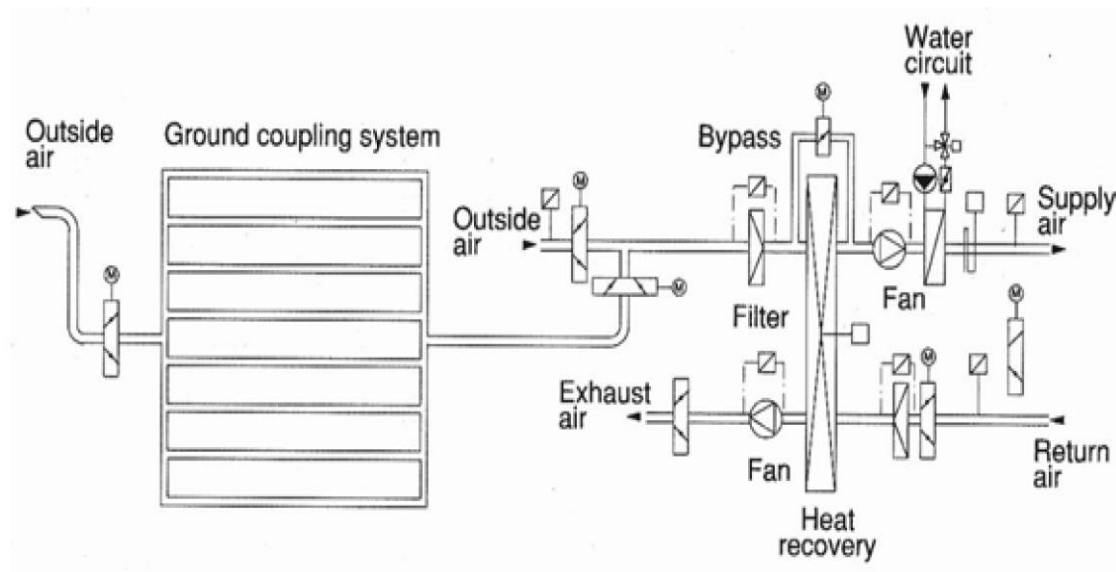 Water
circuit
Outside
air
Ground coupling system
M
Bypass
M
M
Outside
air
Supply
air
M
M
Filter
Fan
M
Exhaust
air
M
Fan
Return
air
Heat
recovery